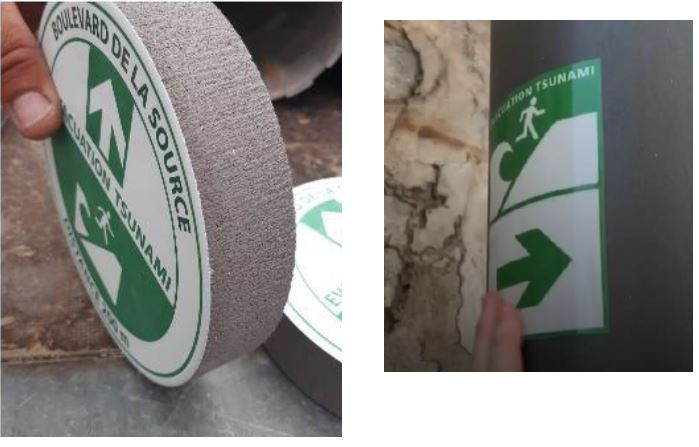 BOULEVARD DE LA SOURCE
EVACUATION TSUNAMI
EVACUATION TSUNAMI